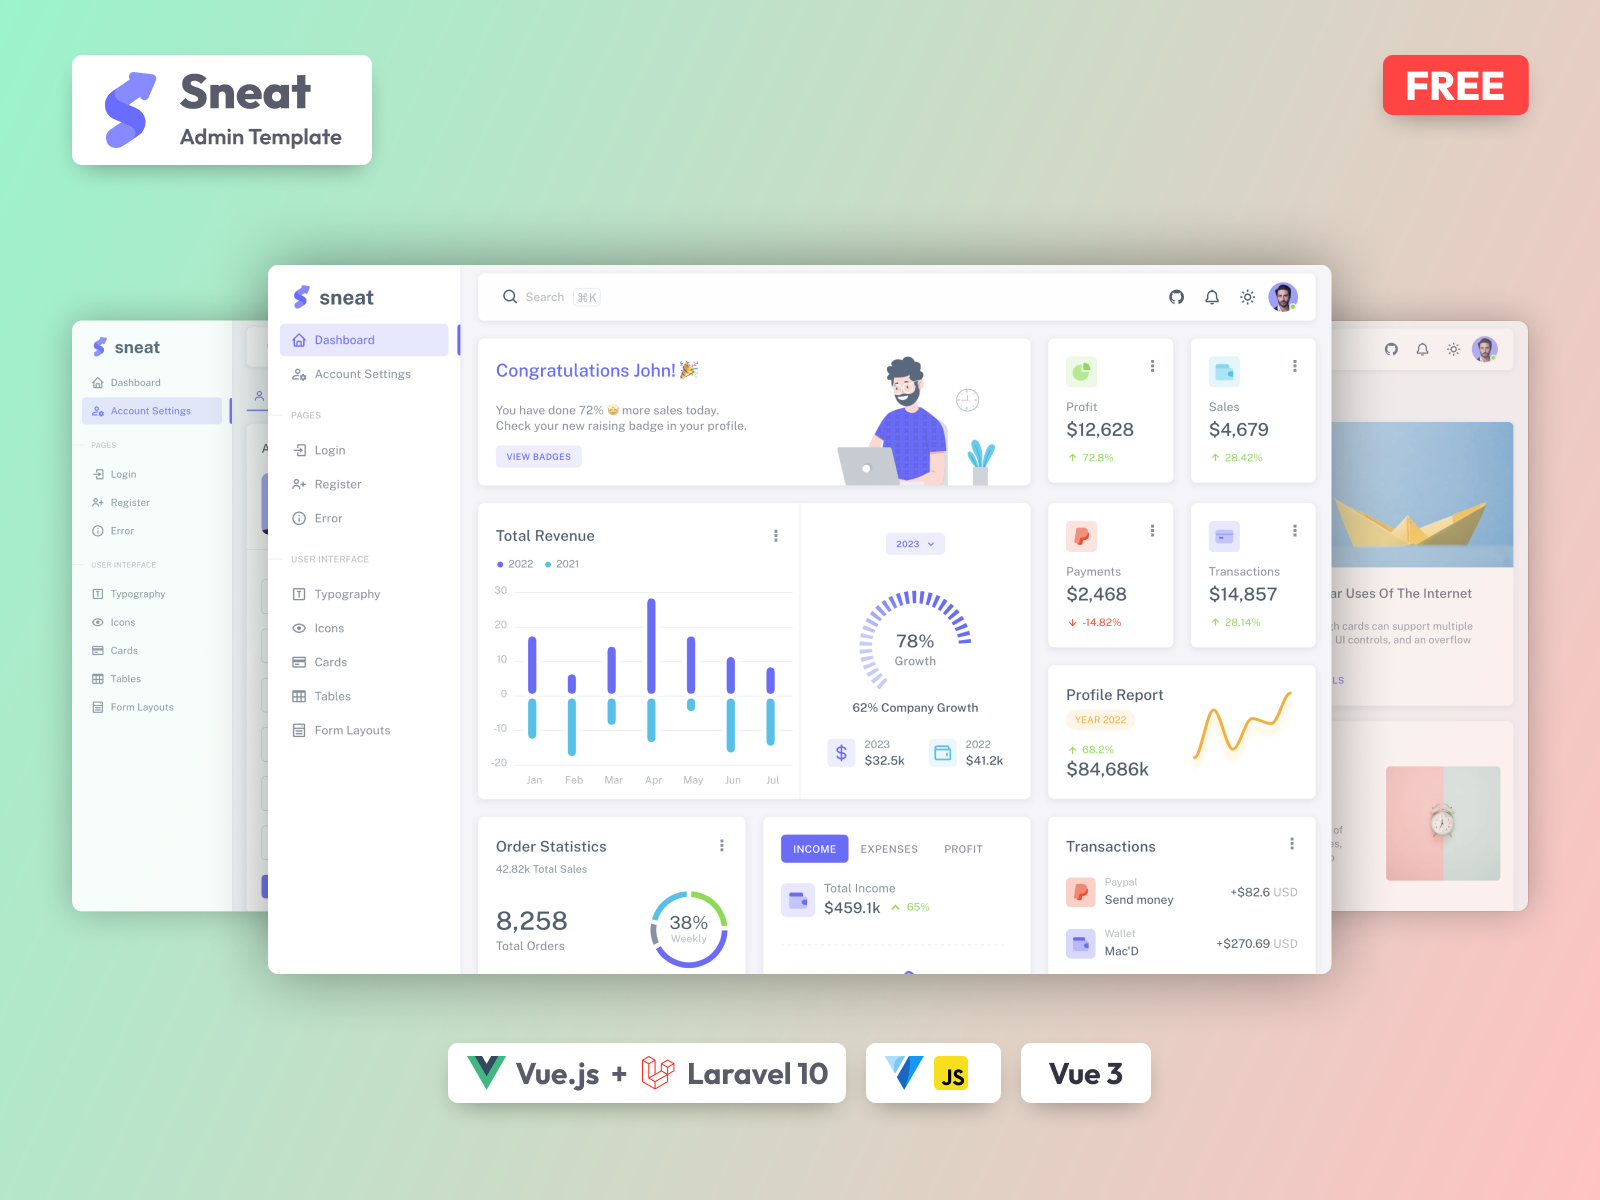 Sneat
Admin Template
FREE
sneat
Dashboard
Account Settings
PAGES
Login
Register
Error
USER INTERFACE
Typography
Icons
Cards
Tables
Form Layouts
sneat
Dashboard
Account Settings
PAGES
Login
Register
Error
USER INTERFACE
Typography
Icons
Cards
Tables
Form Layouts
Search ⌘K
Congratulations John! 🎉
You have done 72% 🤩 more sales today.
Check your new raising badge in your profile.
VIEW BADGES
Profit
$12,628
↑ 72.8%
Sales
$4,679
↑ 28.42%
Total Revenue
2022 2021
30
20
10
0
-10
-20
Jan Feb Mar Apr May Jun Jul
2023
78%
Growth
62% Company Growth
$
2023
$32.5k
2022
$41.2k
Payments
$2,468
↓ -14.82%
Transactions
$14,857
↑ 28.14%
Profile Report
YEAR 2022
↑ 68.2%
$84,686k
Order Statistics
42.82k Total Sales
8,258
Total Orders
38%
Weekly
INCOME EXPENSES PROFIT
Total Income
$459.1k 65%
Transactions
Paypal
Send money
+$82.6 USD
Wallet
Mac'D
+$270.69 USD
Uses Of The Internet
cards can support multiple
UI controls, and an overflow
of
Vue.js + Laravel 10
JS
Vue 3